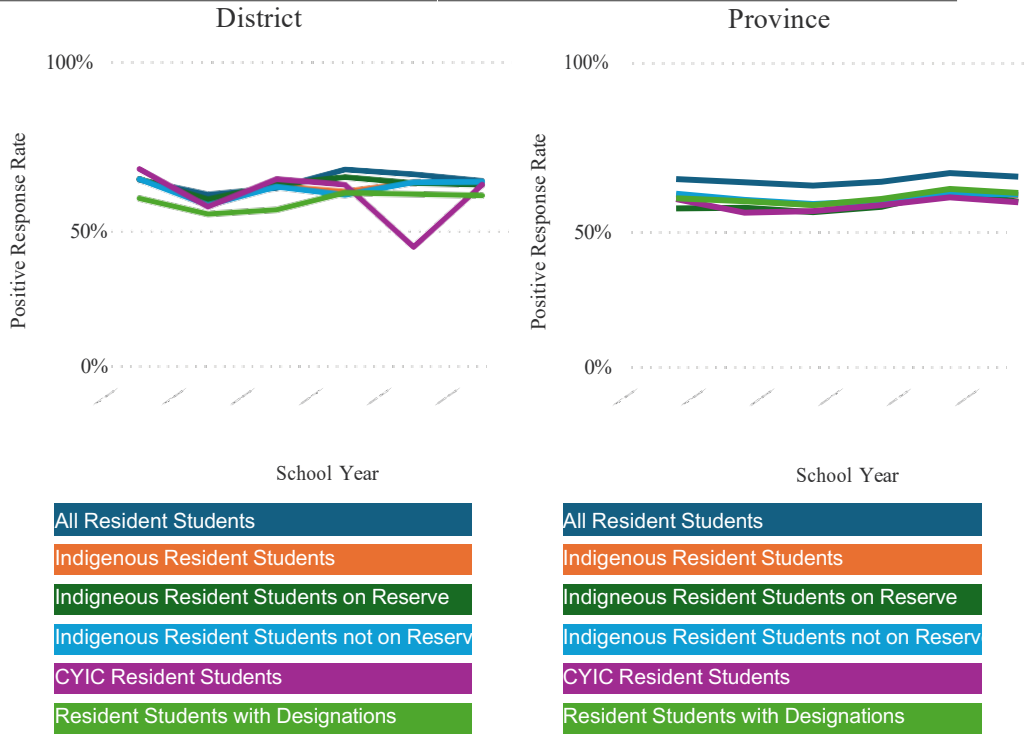 District
Province
100%
100%
Positive Response Rate
Positive Response Rate
50%
50%
0%
0%
School Year
School Year
All Resident Students
All Resident Students
Indigenous Resident Students
Indigenous Resident Students
Indigneous Resident Students on Reserve
Indigneous Resident Students on Reserve
Indigenous Resident Students not on Reserv
Indigenous Resident Students not on Reserv
CYIC Resident Students
CYIC Resident Students
Resident Students with Designations
Resident Students with Designations